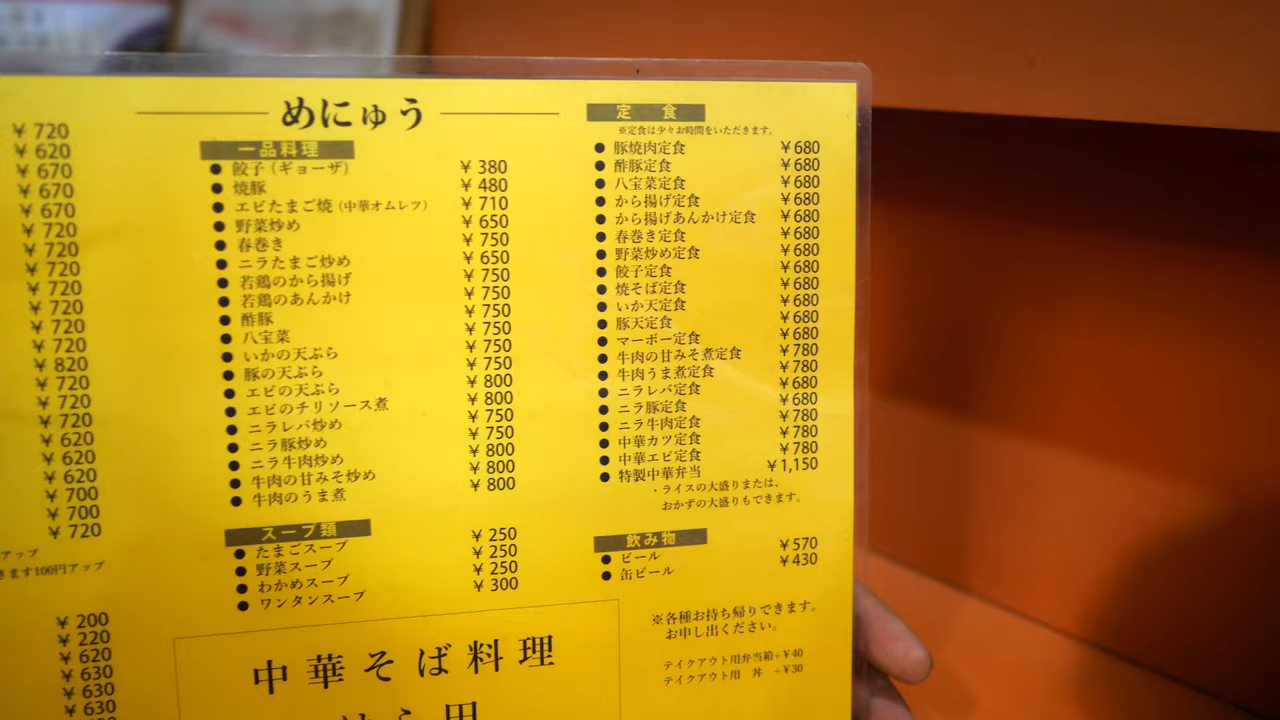 めにゅう
¥ 720
¥ 620
¥ 670
¥ 670
¥ 670
¥ 720
¥ 720
¥ 720
¥ 720
¥ 720
¥ 720
¥ 720
¥ 820
¥ 720
¥ 720
¥ 720
¥ 620
¥ 620
¥ 620
¥ 700
¥ 700
¥ 720
アップ
きます100円アップ
¥ 200
¥ 220
¥ 620
¥ 630
¥ 630
¥ 630
一品料理
● 餃子(ギョーザ) ¥ 380
● 焼豚 ¥ 480
● エビたまご焼(中華オムレツ) ¥ 710
● 野菜炒め ¥ 650
● 春巻き ¥ 750
● ニラたまご炒め ¥ 650
● 若鶏のから揚げ ¥ 750
● 若鶏のあんかけ ¥ 750
● 酢豚 ¥ 750
● 八宝菜 ¥ 750
● いかの天ぷら ¥ 750
● 豚の天ぷら ¥ 750
● エビの天ぷら ¥ 800
● エビのチリソース煮 ¥ 800
● ニラレバ炒め ¥ 750
● ニラ豚炒め ¥ 750
● ニラ牛肉炒め ¥ 800
● 牛肉の甘みそ炒め ¥ 800
● 牛肉のうま煮 ¥ 800
スープ類
● たまごスープ ¥ 250
● 野菜スープ ¥ 250
● わかめスープ ¥ 250
● ワンタンスープ ¥ 300
中華そば料理
定 食
※定食は少々お時間をいただきます。
● 豚焼肉定食 ¥680
● 酢豚定食 ¥680
● 八宝菜定食 ¥680
● から揚げ定食 ¥680
● から揚げあんかけ定食 ¥680
● 春巻き定食 ¥680
● 野菜炒め定食 ¥680
● 餃子定食 ¥680
● 焼そば定食 ¥680
● いか天定食 ¥680
● 豚天定食 ¥680
● マーボー定食 ¥680
● 牛肉の甘みそ煮定食 ¥780
● 牛肉うま煮定食 ¥780
● ニラレバ定食 ¥680
● ニラ豚定食 ¥680
● ニラ牛肉定食 ¥780
● 中華カツ定食 ¥780
● 中華エビ定食 ¥780
● 特製中華弁当 ¥1,150
・ライスの大盛りまたは、
おかずの大盛りもできます。
飲み物
● ビール ¥570
● 缶ビール ¥430
※各種お持ち帰りできます。
お申し出ください。
テイクアウト用弁当箱+¥40
テイクアウト用 丼 +¥30